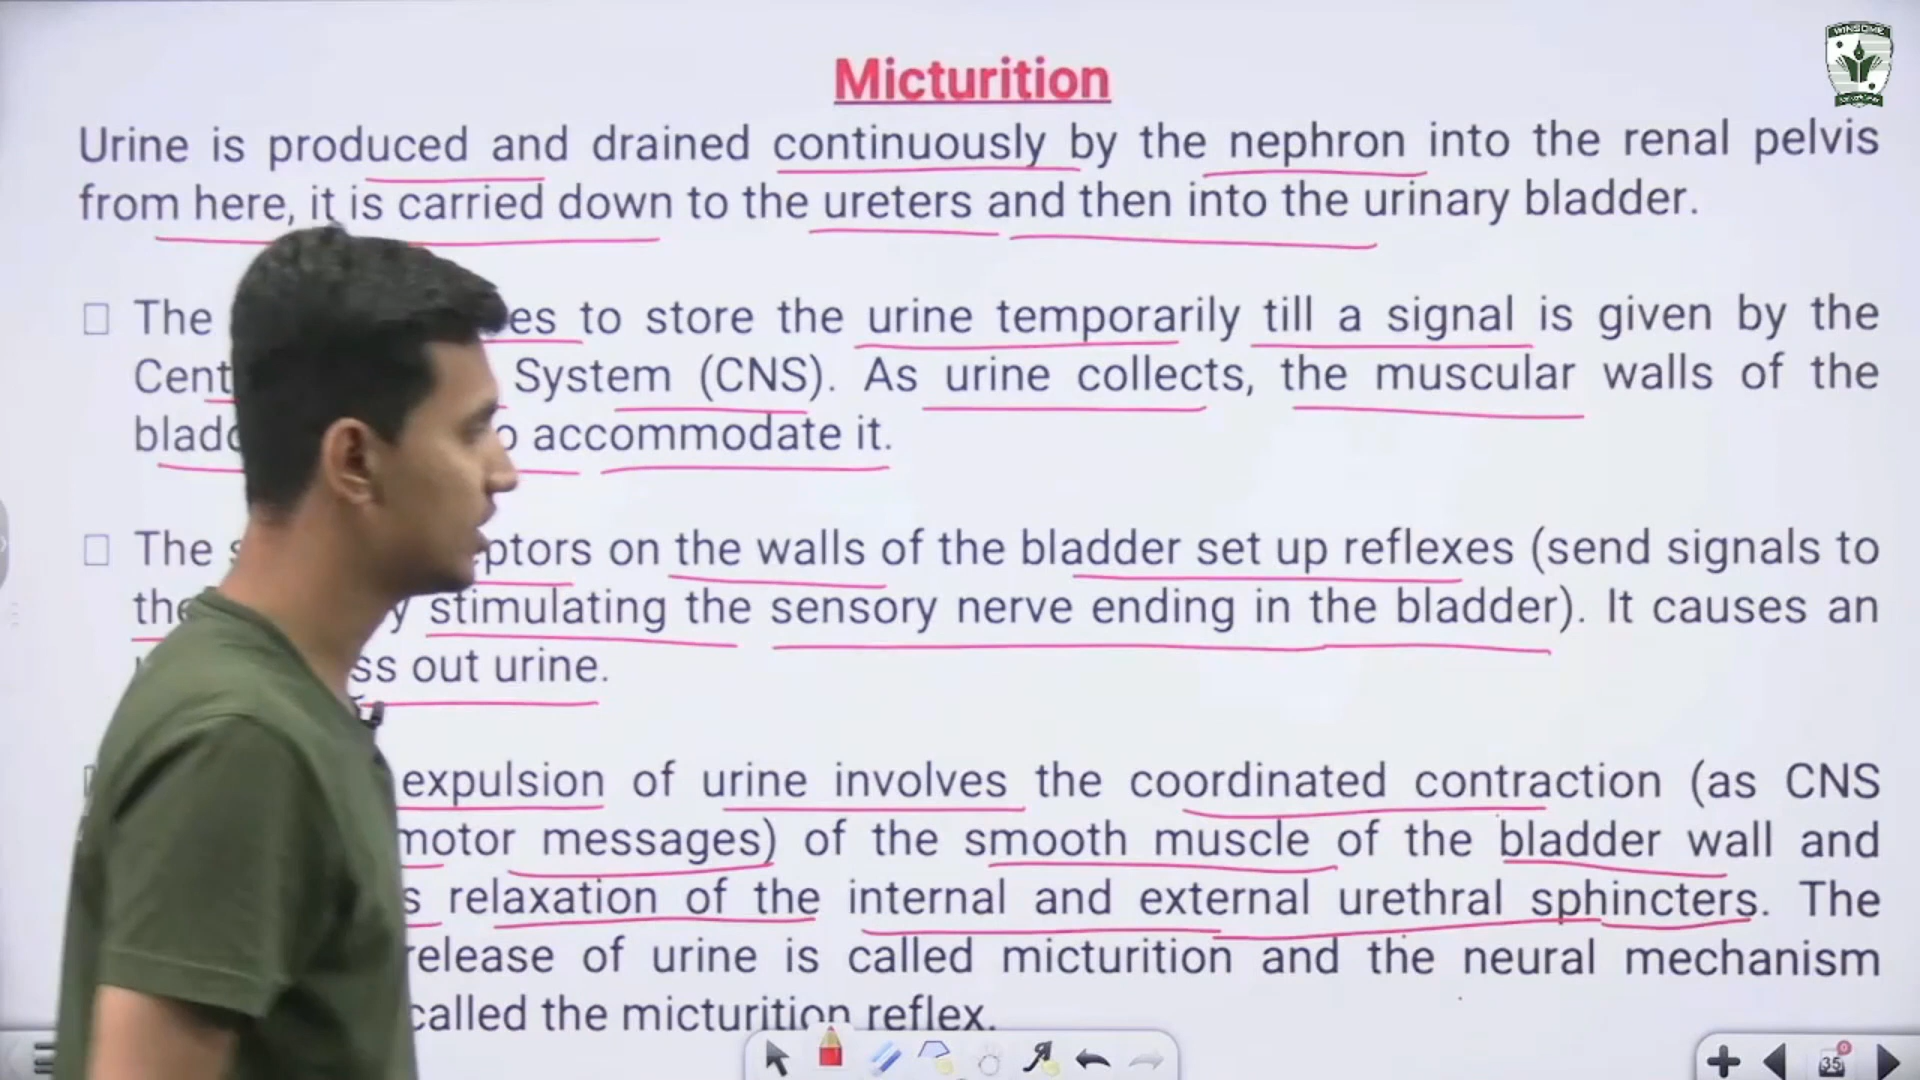 WINSOME
Micturition
Urine is produced and drained continuously by the nephron into the renal pelvis
from here, it is carried down to the ureters and then into the urinary bladder.
The es to store the urine temporarily till a signal is given by the
Cent System (CNS). As urine collects, the muscular walls of the
bladd o accommodate it.
The s ptors on the walls of the bladder set up reflexes (send signals to
the y stimulating the sensory nerve ending in the bladder). It causes an
ss out urine.
expulsion of urine involves the coordinated contraction (as CNS
motor messages) of the smooth muscle of the bladder wall and
s relaxation of the internal and external urethral sphincters. The
release of urine is called micturition and the neural mechanism
called the micturition reflex.
35